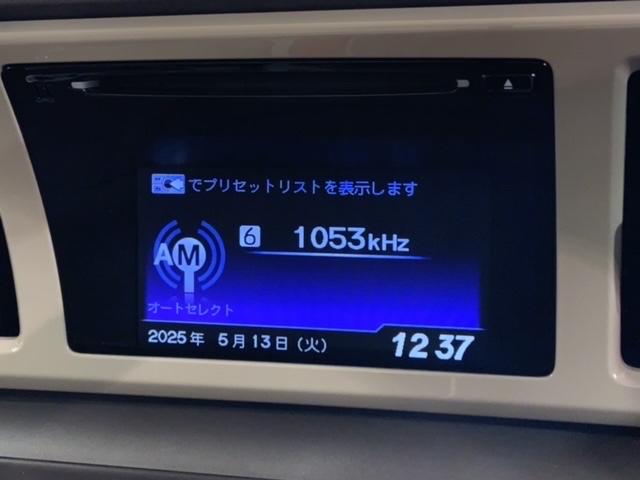 でプリセットリストを表示します
6 1053kHz
AM
オートセレクト
2025年 5月13日(火) 12:37